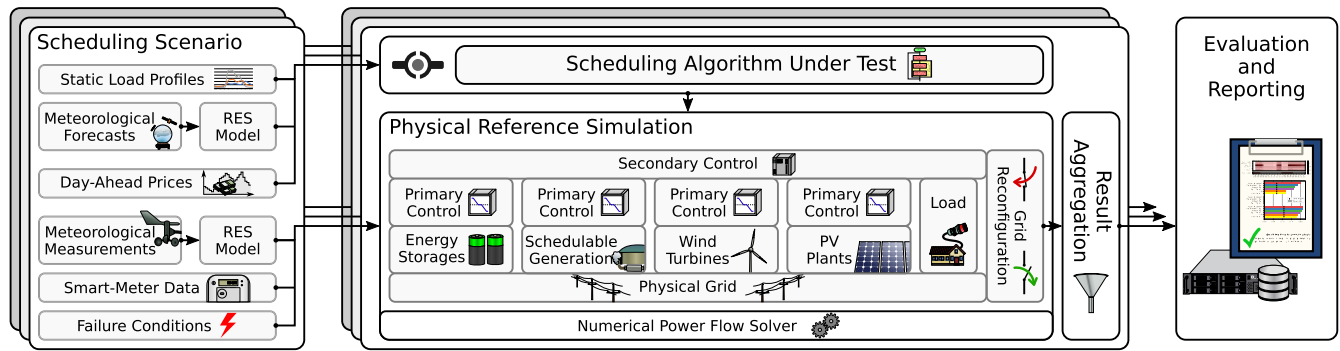 Scheduling Scenario
Static Load Profiles
Meteorological
Forecasts
RES
Model
Day-Ahead Prices
Meteorological
Measurements
RES
Model
Smart-Meter Data
Failure Conditions
Scheduling Algorithm Under Test
Physical Reference Simulation
Secondary Control
Primary
Control
Primary
Control
Primary
Control
Primary
Control
Load
Energy
Storages
Schedulable
Generation
Wind
Turbines
PV
Plants
Physical Grid
Grid
Reconfiguration
Numerical Power Flow Solver
Result
Aggregation
Evaluation
and
Reporting